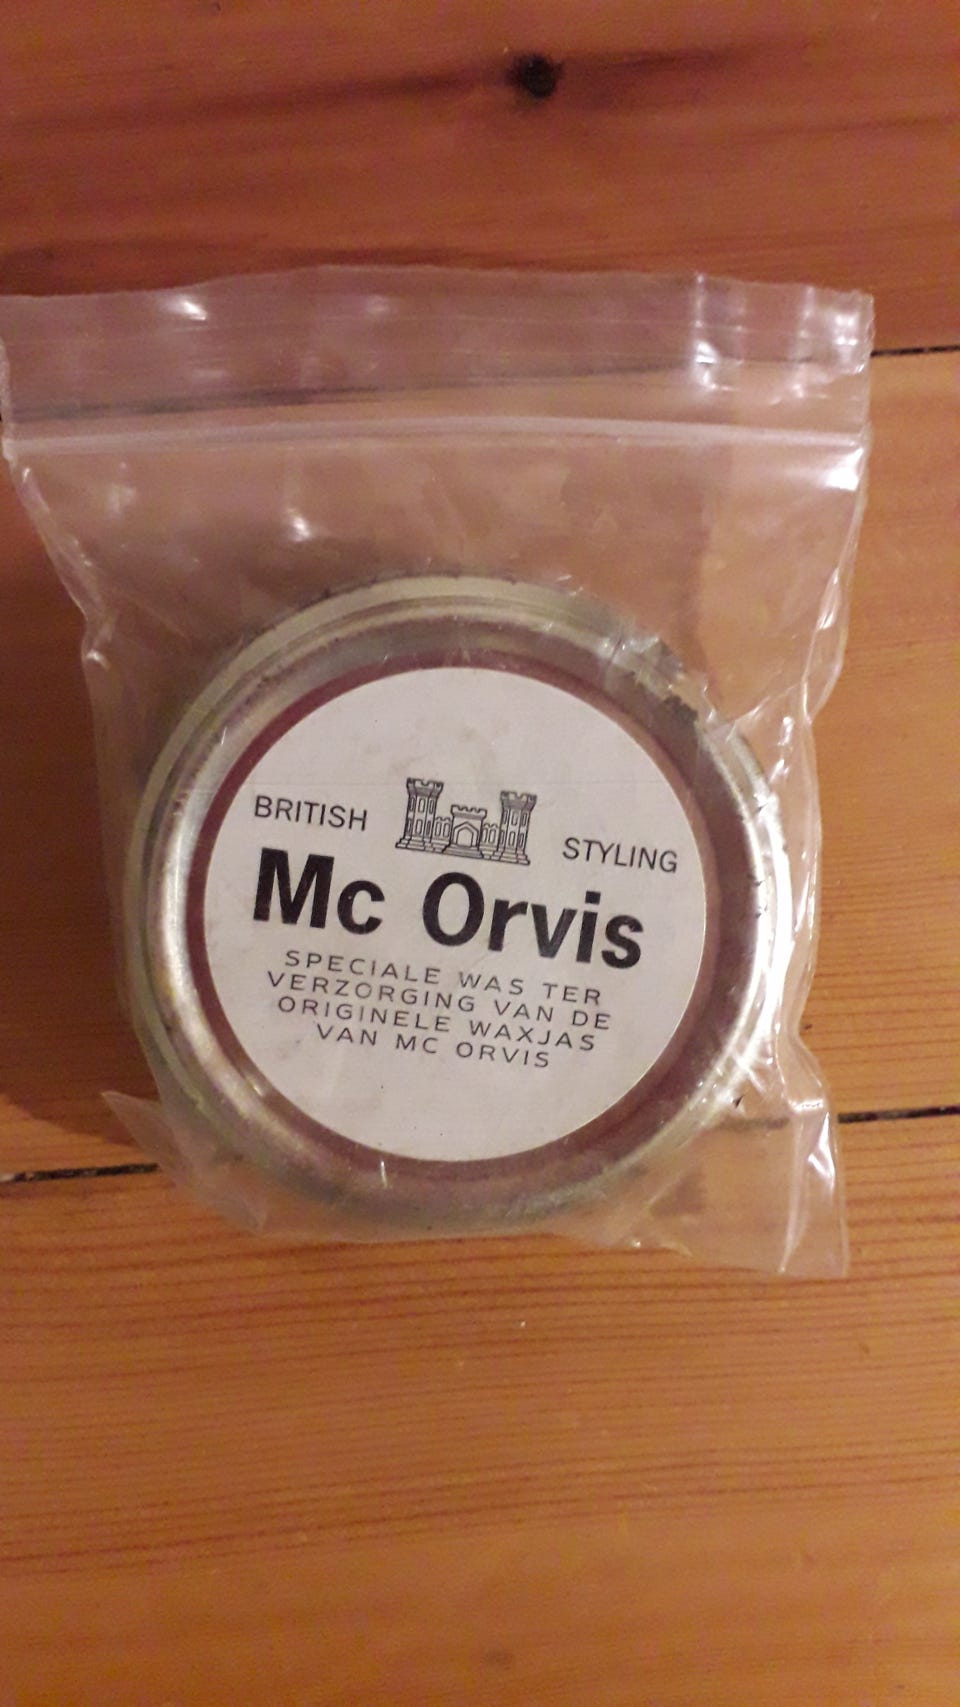 BRITISH STYLING
Mc Orvis
SPECIALE WAS TER
VERZORGING VAN DE
ORIGINELE WAXJAS
VAN MC ORVIS